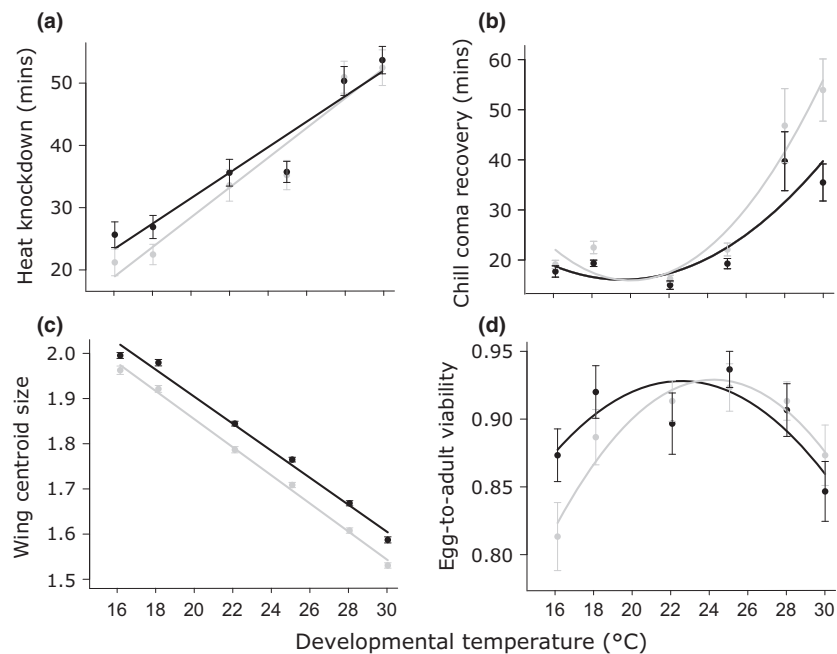 (a)
Heat knockdown (mins)
50
40
30
20
(b)
Chill coma recovery (mins)
60
50
40
30
20
(c)
Wing centroid size
2.0
1.9
1.8
1.7
1.6
1.5
16 18 20 22 24 26 28 30
(d)
Egg-to-adult viability
0.95
0.90
0.85
0.80
16 18 20 22 24 26 28 30
Developmental temperature (°C)